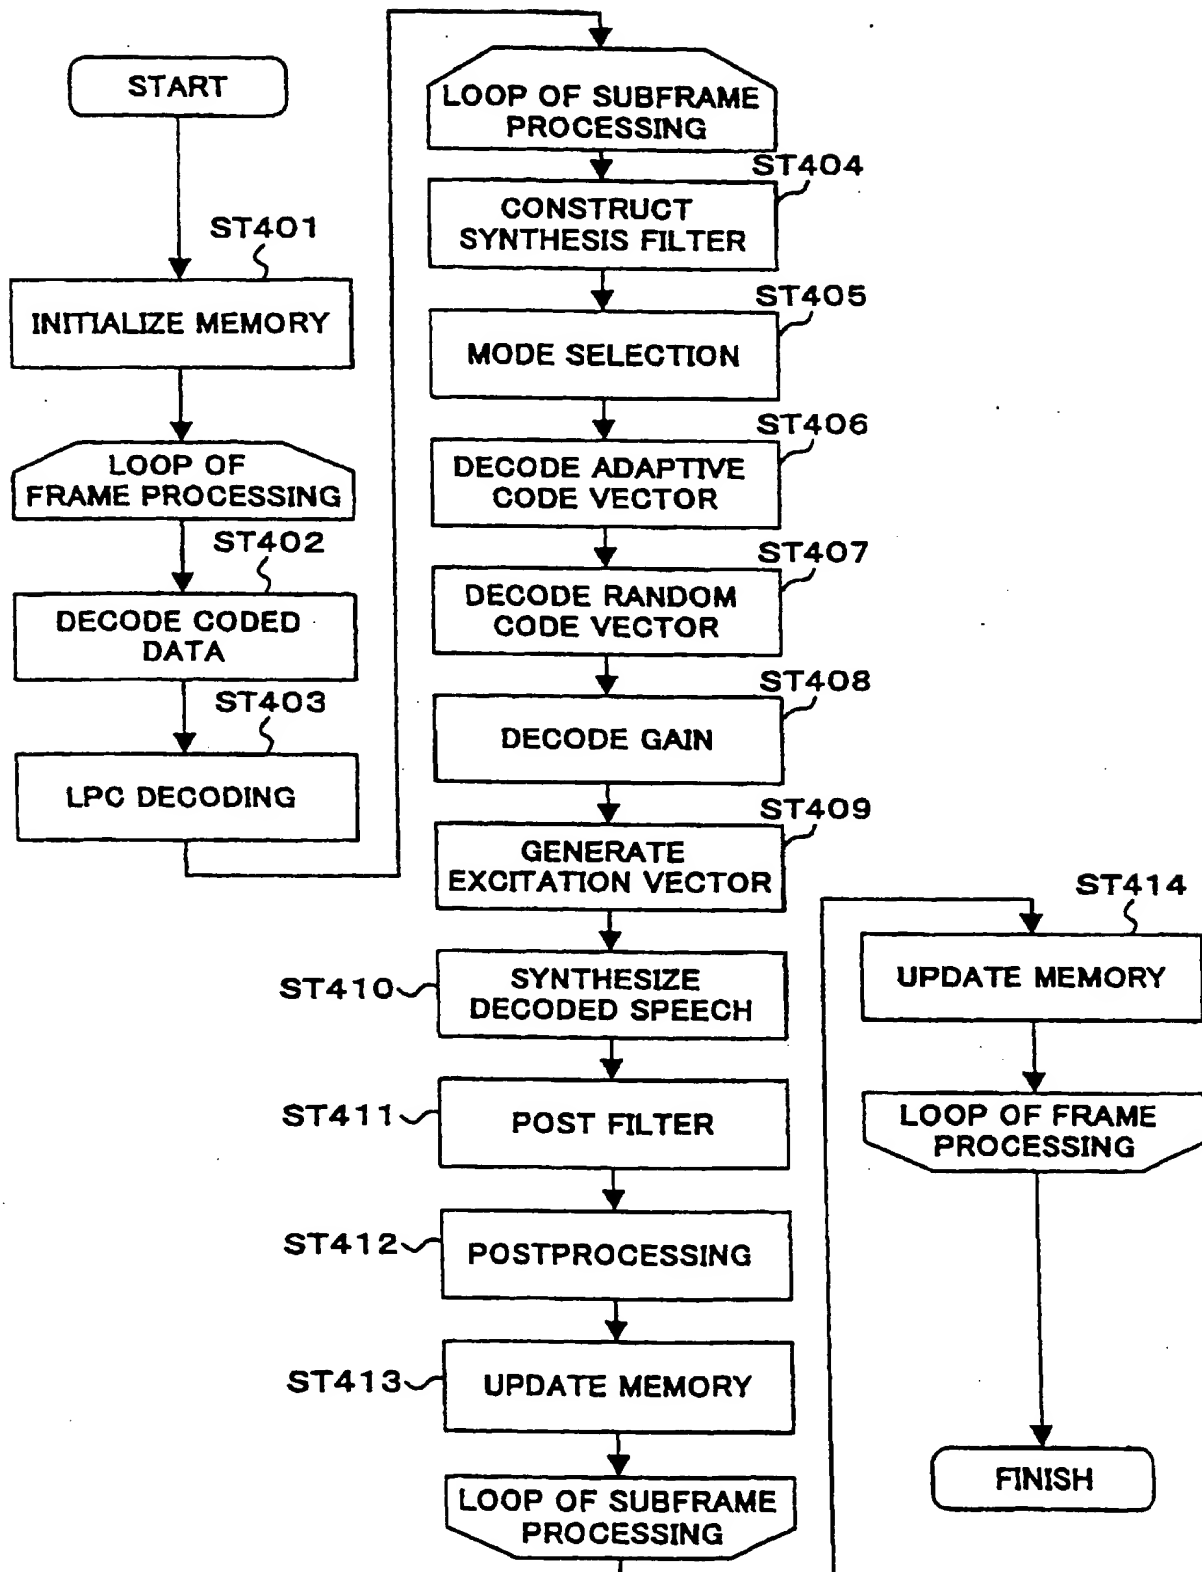 START
ST401
INITIALIZE MEMORY
LOOP OF
FRAME PROCESSING
ST402
DECODE CODED
DATA
ST403
LPC DECODING
LOOP OF SUBFRAME
PROCESSING
ST404
CONSTRUCT
SYNTHESIS FILTER
ST405
MODE SELECTION
ST406
DECODE ADAPTIVE
CODE VECTOR
ST407
DECODE RANDOM
CODE VECTOR
ST408
DECODE GAIN
ST409
GENERATE
EXCITATION VECTOR
ST410
SYNTHESIZE
DECODED SPEECH
ST411
POST FILTER
ST412
POSTPROCESSING
ST413
UPDATE MEMORY
LOOP OF SUBFRAME
PROCESSING
ST414
UPDATE MEMORY
LOOP OF FRAME
PROCESSING
FINISH